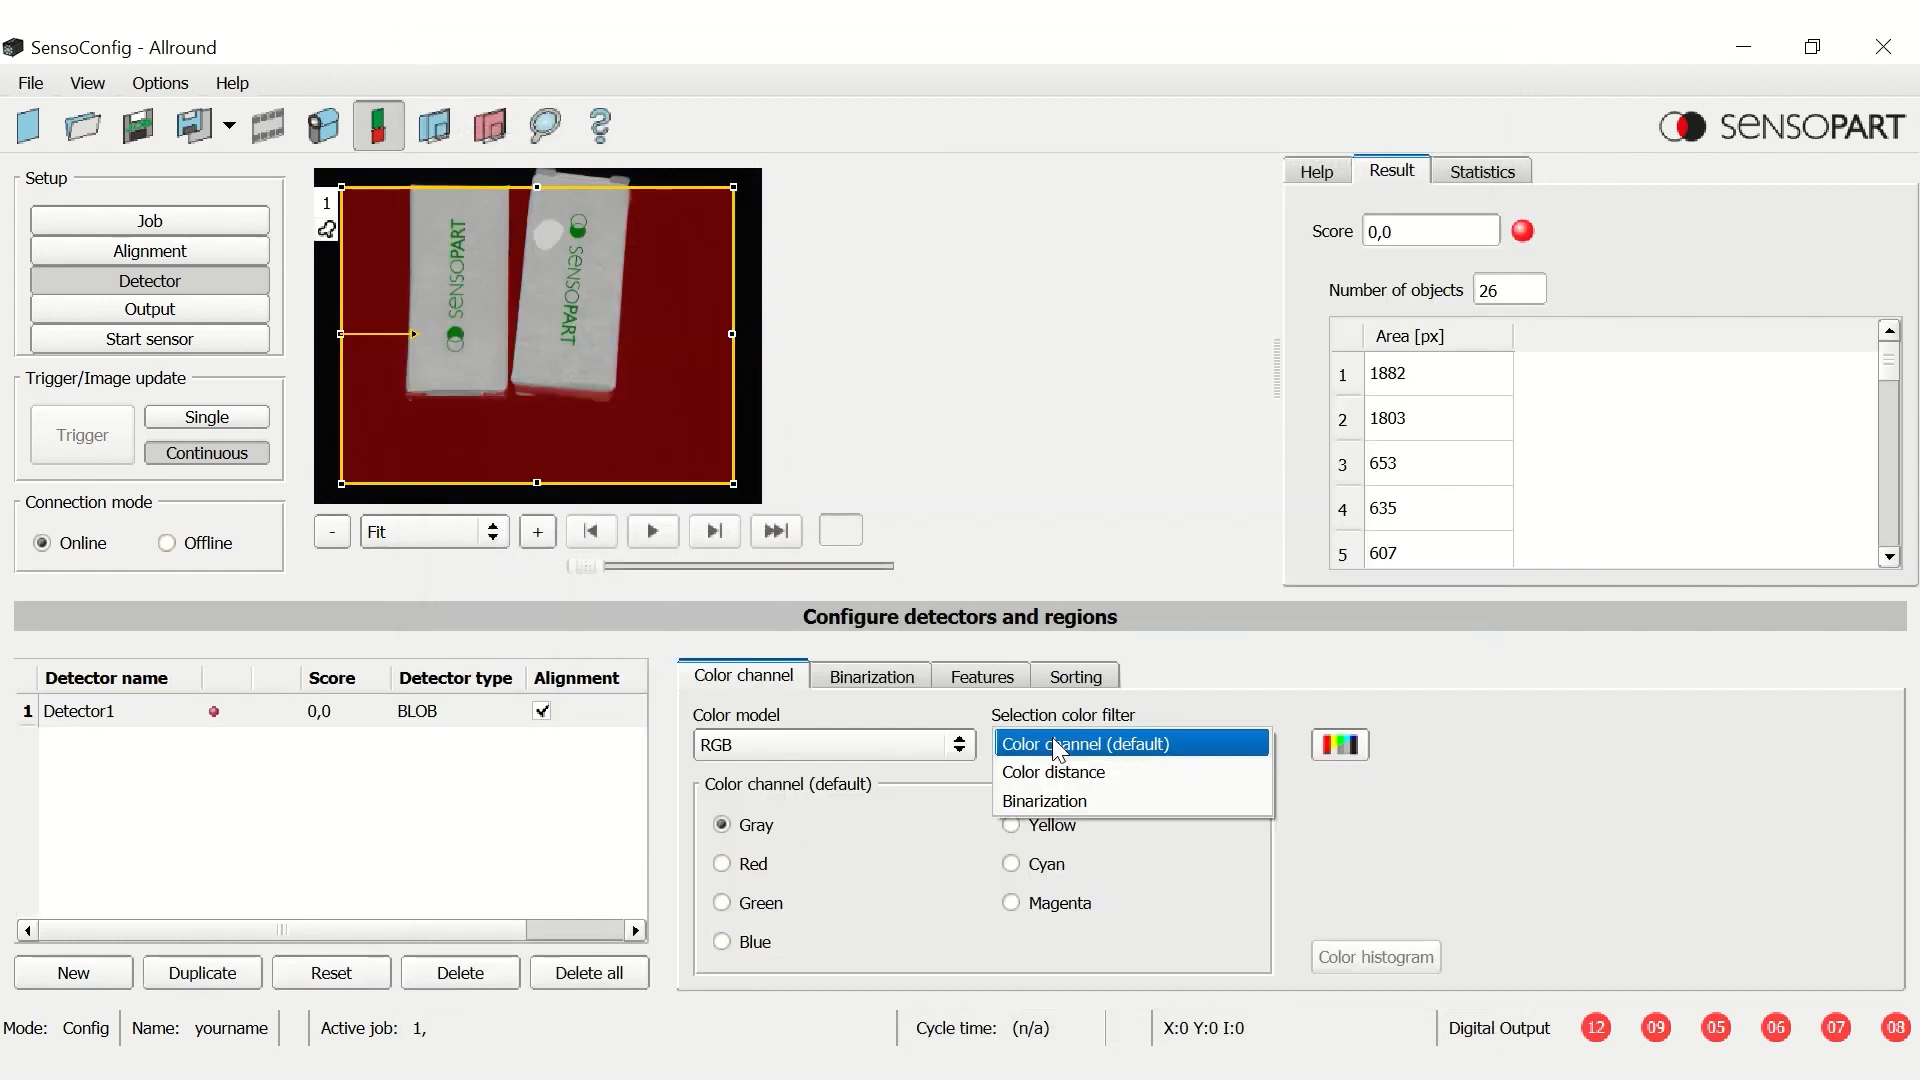 SensoConfig - Allround
File View Options Help
SENSOPART
Setup
Job
Alignment
Detector
Output
Start sensor
Trigger/Image update
Trigger
Single
Continuous
Connection mode
Online Offline
1
SENSOPART
SENSOPART
- Fit +
Help Result Statistics
Score 0,0
Number of objects 26
Area [px]
1 1882
2 1803
3 653
4 635
5 607
Configure detectors and regions
Detector name Score Detector type Alignment
1 Detector1 0,0 BLOB
New Duplicate Reset Delete Delete all
Color channel Binarization Features Sorting
Color model
RGB
Selection color filter
Color channel (default)
Color distance
Binarization
Color channel (default)
Gray
Red
Green
Blue
Yellow
Cyan
Magenta
Color histogram
Mode: Config Name: yourname Active job: 1, Cycle time: (n/a) X:0 Y:0 I:0 Digital Output 12 09 05 06 07 08